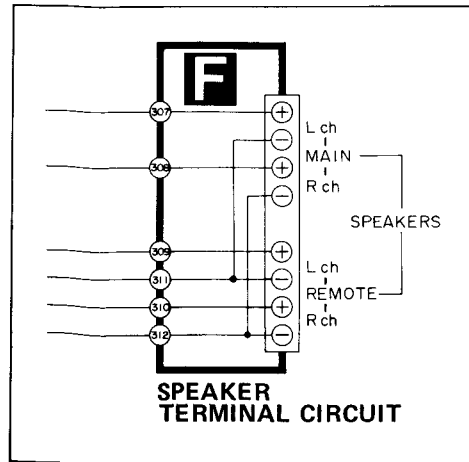 F
307 +
L ch
−
MAIN
308 +
R ch
−
SPEAKERS
309 +
L ch
311 −
REMOTE
310 +
R ch
312 −
SPEAKER
TERMINAL CIRCUIT